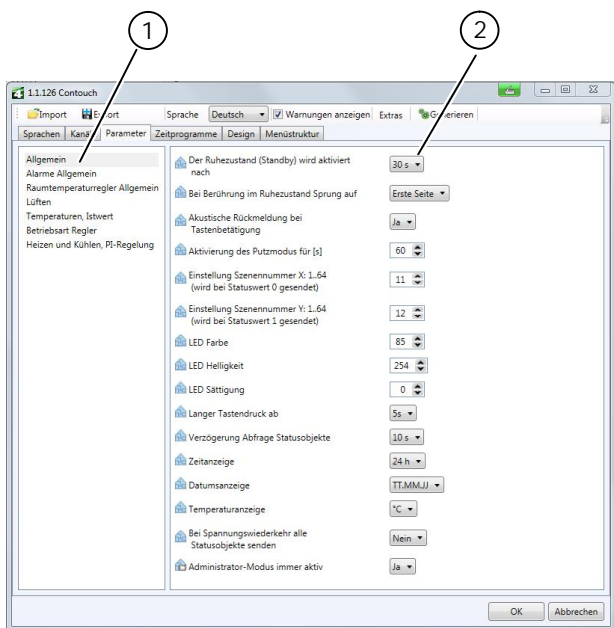 1
2
1.1.126 Contouch
Import Export Sprache Deutsch Warnungen anzeigen Extras Generieren
Sprachen Kanäle Parameter Zeitprogramme Design Menüstruktur
Allgemein
Alarme Allgemein
Raumtemperaturregler Allgemein
Lüften
Temperaturen, Istwert
Betriebsart Regler
Heizen und Kühlen, PI-Regelung
Der Ruhezustand (Standby) wird aktiviert
nach
30 s
Bei Berührung im Ruhezustand Sprung auf Erste Seite
Akustische Rückmeldung bei
Tastenbetätigung
Ja
Aktivierung des Putzmodus für [s] 60
Einstellung Szenennummer X: 1..64
(wird bei Statuswert 0 gesendet)
11
Einstellung Szenennummer Y: 1..64
(wird bei Statuswert 1 gesendet)
12
LED Farbe 85
LED Helligkeit 254
LED Sättigung 0
Langer Tastendruck ab 5s
Verzögerung Abfrage Statusobjekte 10 s
Zeitanzeige 24 h
Datumsanzeige TT.MM.JJ
Temperaturanzeige °C
Bei Spannungswiederkehr alle
Statusobjekte senden
Nein
Administrator-Modus immer aktiv Ja
OK Abbrechen